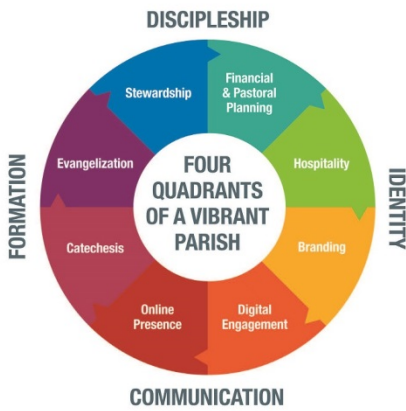 DISCIPLESHIP
Stewardship
Financial
& Pastoral
Planning
Evangelization
Hospitality
FOUR
QUADRANTS
OF A VIBRANT
PARISH
FORMATION
IDENTITY
Catechesis
Branding
Online
Presence
Digital
Engagement
COMMUNICATION